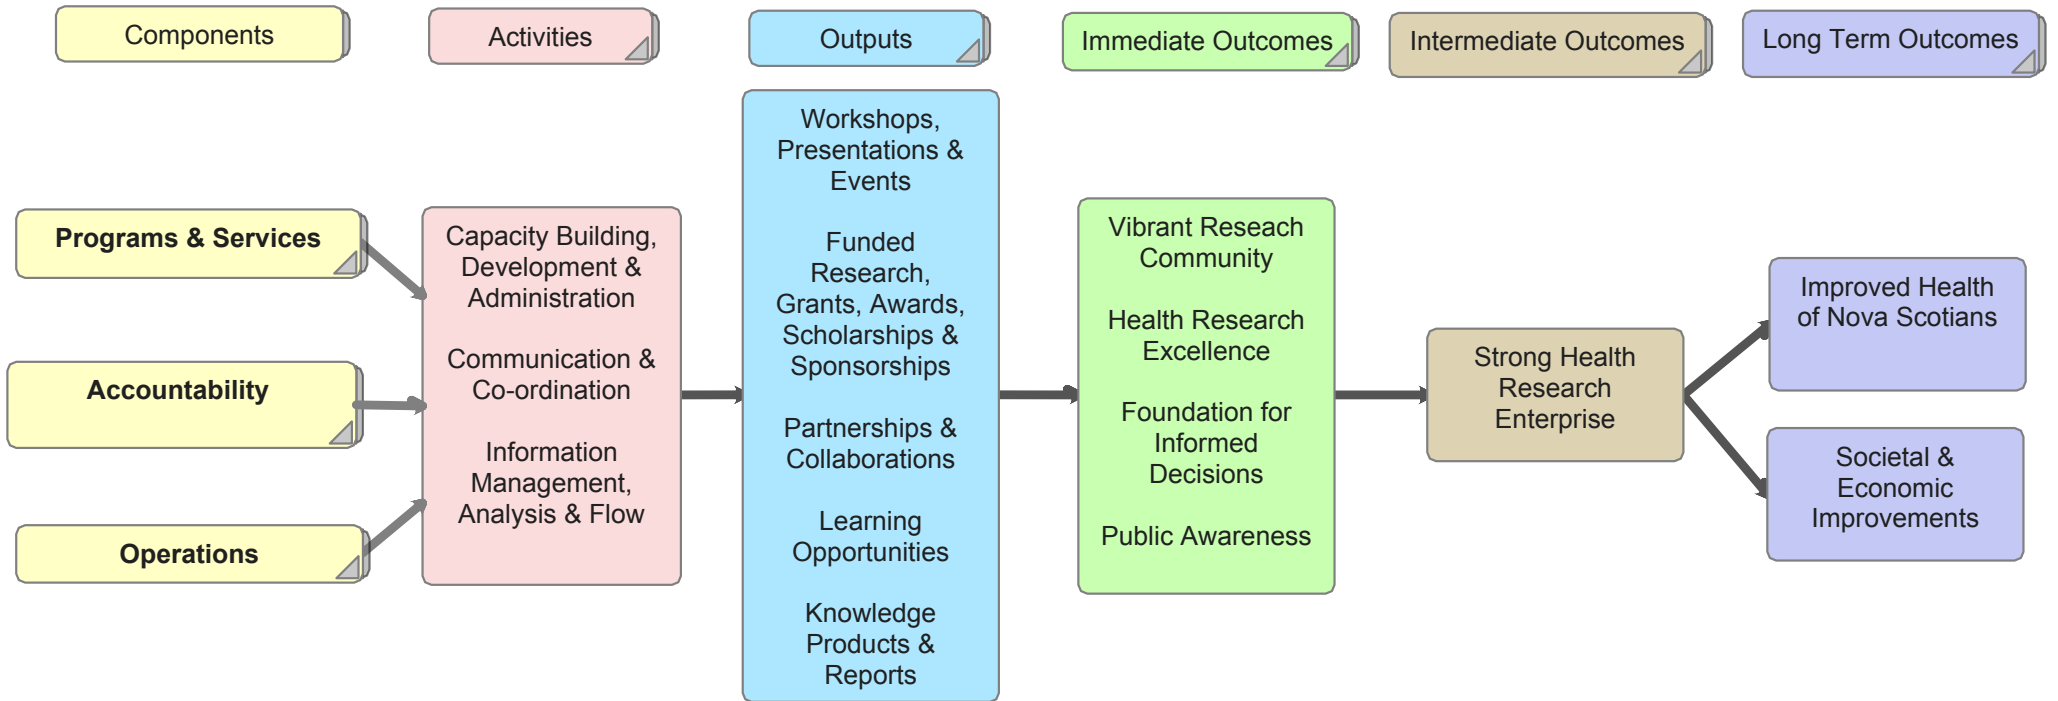 Components
Activities
Outputs
Immediate Outcomes
Intermediate Outcomes
Long Term Outcomes
Programs & Services
Accountability
Operations
Capacity Building,
Development &
Administration
Communication &
Co-ordination
Information
Management,
Analysis & Flow
Workshops,
Presentations &
Events
Funded
Research,
Grants, Awards,
Scholarships &
Sponsorships
Partnerships &
Collaborations
Learning
Opportunities
Knowledge
Products &
Reports
Vibrant Reseach
Community
Health Research
Excellence
Foundation for
Informed
Decisions
Public Awareness
Strong Health
Research
Enterprise
Improved Health
of Nova Scotians
Societal &
Economic
Improvements